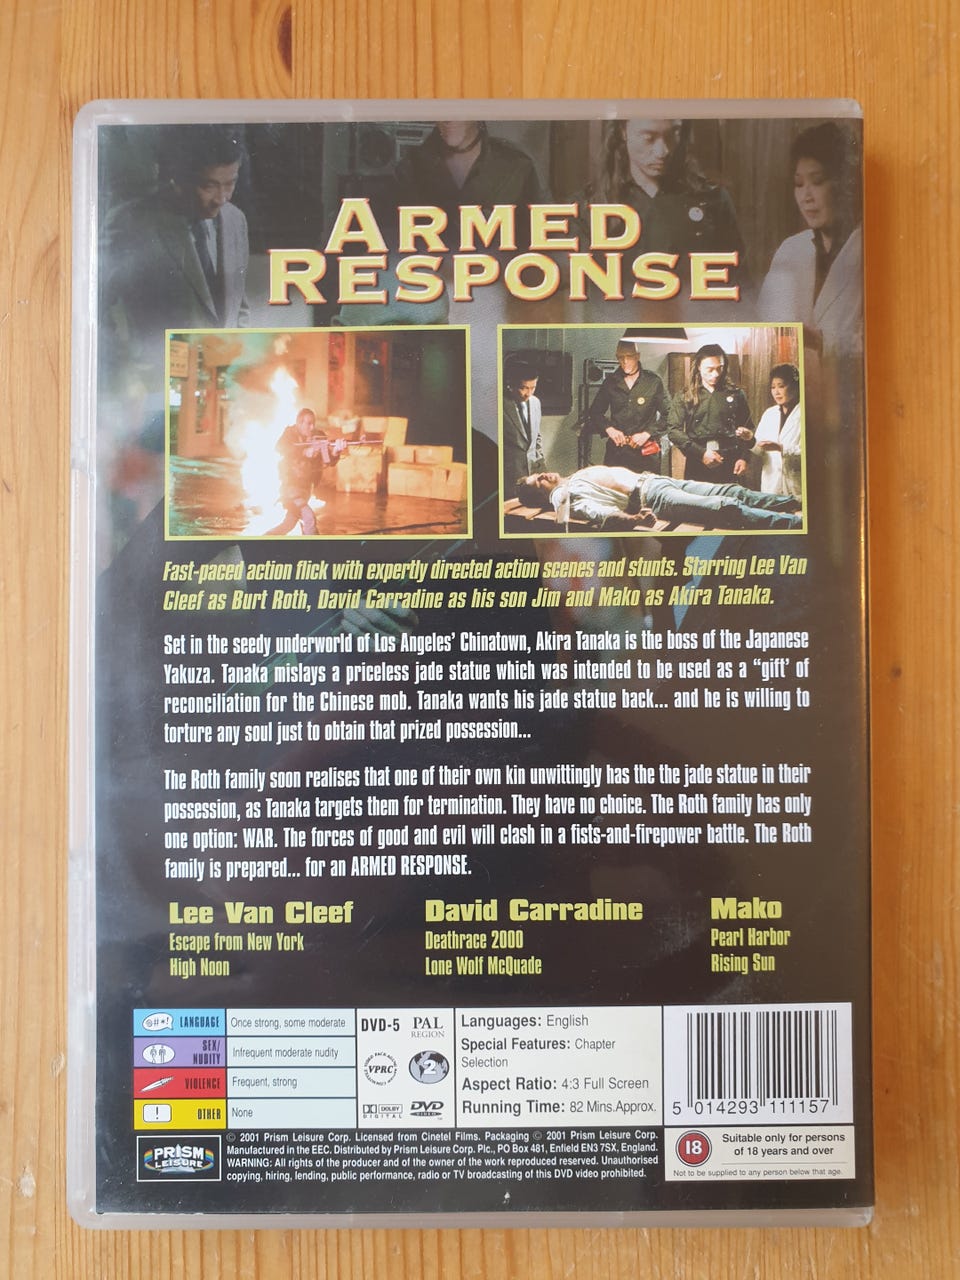 ARMED
RESPONSE
Fast-paced action flick with expertly directed action scenes and stunts. Starring Lee Van
Cleef as Burt Roth, David Carradine as his son Jim and Mako as Akira Tanaka.
Set in the seedy underworld of Los Angeles' Chinatown, Akira Tanaka is the boss of the Japanese
Yakuza. Tanaka mislays a priceless jade statue which was intended to be used as a "gift' of
reconciliation for the Chinese mob. Tanaka wants his jade statue back... and he is willing to
torture any soul just to obtain that prized possession...
The Roth family soon realises that one of their own kin unwittingly has the the jade statue in their
possession, as Tanaka targets them for termination. They have no choice. The Roth family has only
one option: WAR. The forces of good and evil will clash in a fists-and-firepower battle. The Roth
family is prepared... for an ARMED RESPONSE.
Lee Van Cleef
Escape from New York
High Noon
David Carradine
Deathrace 2000
Lone Wolf McQuade
Mako
Pearl Harbor
Rising Sun
@#*! LANGUAGE Once strong, some moderate
SEX/
NUDITY Infrequent moderate nudity
VIOLENCE Frequent, strong
! OTHER None
DVD-5 PAL
REGION
VPRC 2
DOLBY
DIGITAL DVD
VIDEO
Languages: English
Special Features: Chapter
Selection
Aspect Ratio: 4:3 Full Screen
Running Time: 82 Mins.Approx.
5 014293 111157
PRISM
LEISURE
© 2001 Prism Leisure Corp. Licensed from Cinetel Films. Packaging © 2001 Prism Leisure Corp.
Manufactured in the EEC. Distributed by Prism Leisure Corp. Plc., PO Box 481, Enfield EN3 7SX, England.
WARNING: All rights of the producer and of the owner of the work reproduced reserved. Unauthorised
copying, hiring, lending, public performance, radio or TV broadcasting of this DVD video prohibited.
18 Suitable only for persons
of 18 years and over
Not to be supplied to any person below that age.